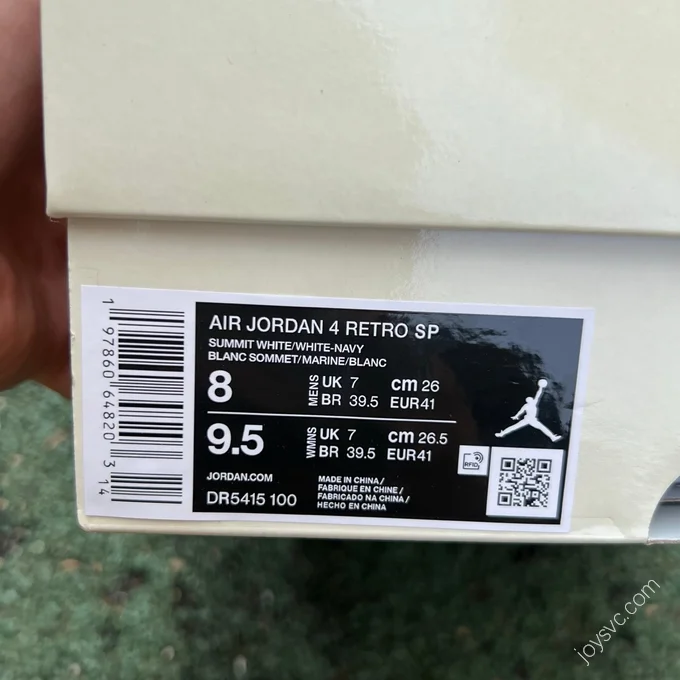 AIR JORDAN 4 RETRO SP
SUMMIT WHITE/WHITE-NAVY
BLANC SOMMET/MARINE/BLANC
8 MENS UK 7 cm 26
BR 39.5 EUR41
9.5 WMNS UK 7 cm 26.5
BR 39.5 EUR41
JORDAN.COM
DR5415 100
MADE IN CHINA/
FABRIQUE EN CHINE/
FABRICADO NA CHINA/
HECHO EN CHINA
RFID
1 97860 64820 3 14
joysvc.com